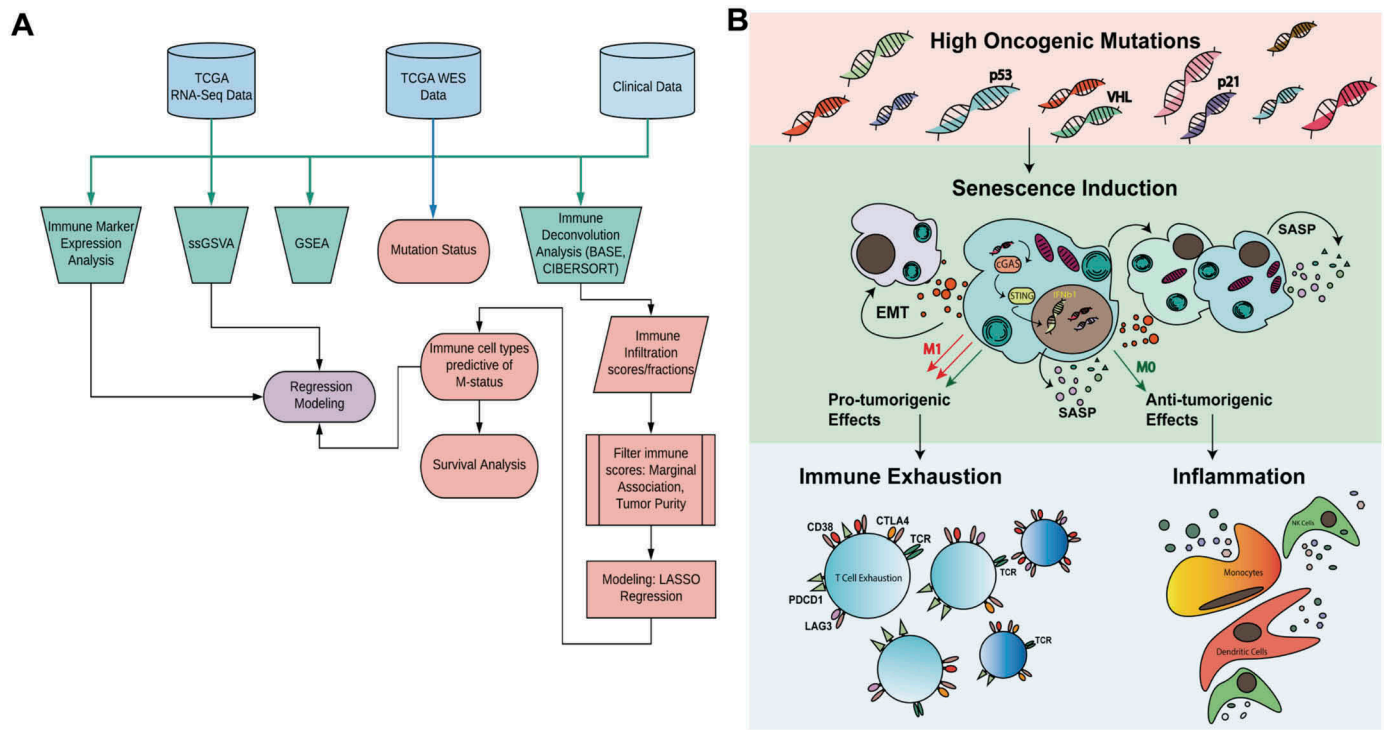 A
TCGA
RNA-Seq Data
TCGA WES
Data
Clinical Data
Immune Marker
Expression
Analysis
ssGSVA
GSEA
Mutation Status
Immune
Deconvolution
Analysis (BASE,
CIBERSORT)
Immune cell types
predictive of
M-status
Immune
Infiltration
scores/fractions
Regression
Modeling
Survival Analysis
Filter immune
scores: Marginal
Association,
Tumor Purity
Modeling: LASSO
Regression
B
High Oncogenic Mutations
p53
VHL
p21
Senescence Induction
SASP
cGAS
STING
IFNb1
EMT
M1
M0
SASP
Pro-tumorigenic
Effects
Anti-tumorigenic
Effects
Immune Exhaustion
CD38
CTLA4
TCR
T Cell Exhaustion
PDCD1
LAG3
TCR
TCR
Inflammation
NK Cells
Monocytes
Dendritic Cells